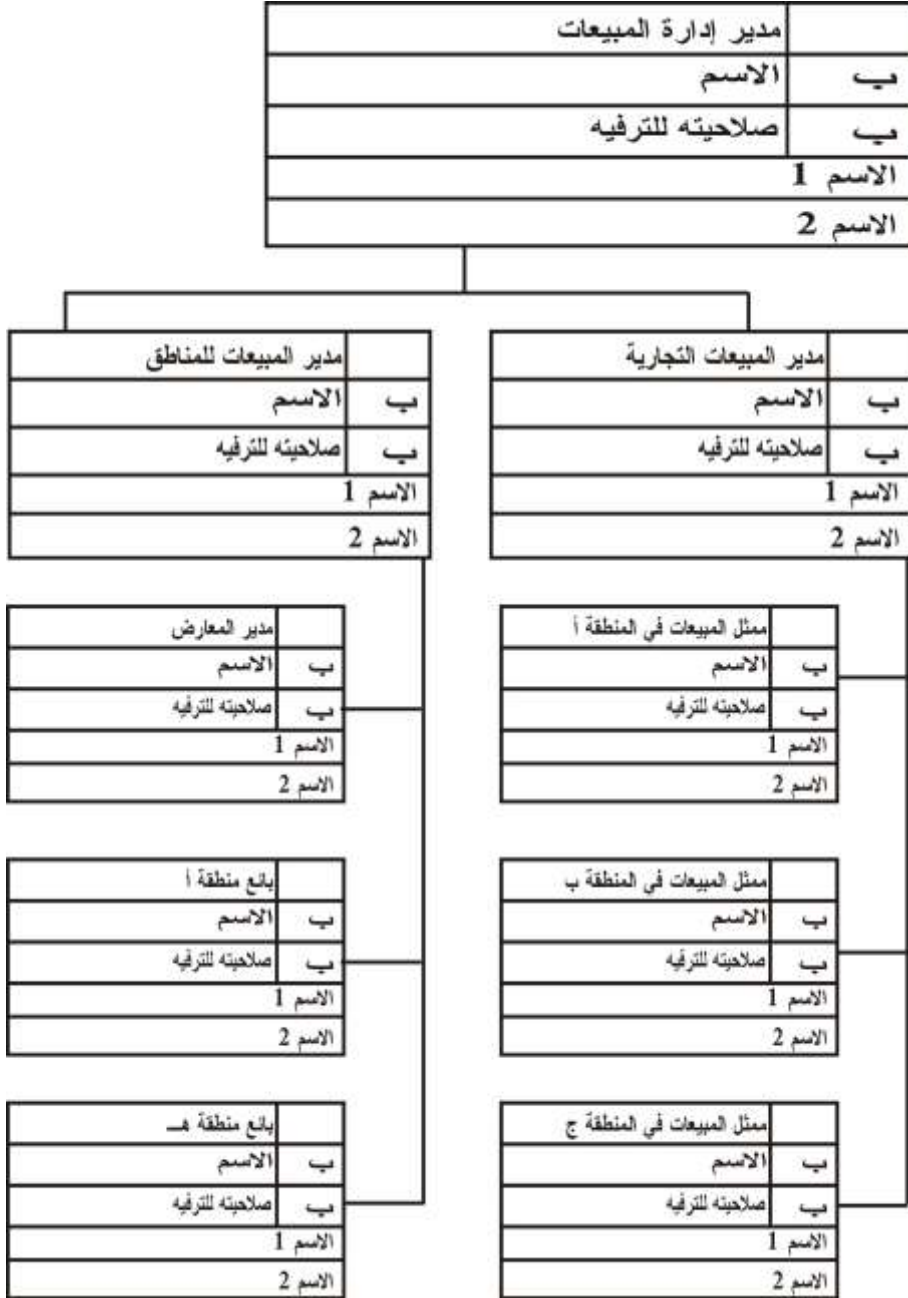 مدير إدارة المبيعات
ب الاسم
ب صلاحيته للترفيه
الاسم 1
الاسم 2
مدير المبيعات التجارية
ب الاسم
ب صلاحيته للترفيه
الاسم 1
الاسم 2
مدير المبيعات للمناطق
ب الاسم
ب صلاحيته للترفيه
الاسم 1
الاسم 2
ممثل المبيعات في المنطقة أ
ب الاسم
ب صلاحيته للترفيه
الاسم 1
الاسم 2
مدير المعارض
ب الاسم
ب صلاحيته للترفيه
الاسم 1
الاسم 2
ممثل المبيعات في المنطقة ب
ب الاسم
ب صلاحيته للترفيه
الاسم 1
الاسم 2
بائع منطقة أ
ب الاسم
ب صلاحيته للترفيه
الاسم 1
الاسم 2
ممثل المبيعات في المنطقة ج
ب الاسم
ب صلاحيته للترفيه
الاسم 1
الاسم 2
بائع منطقة هـ
ب الاسم
ب صلاحيته للترفيه
الاسم 1
الاسم 2